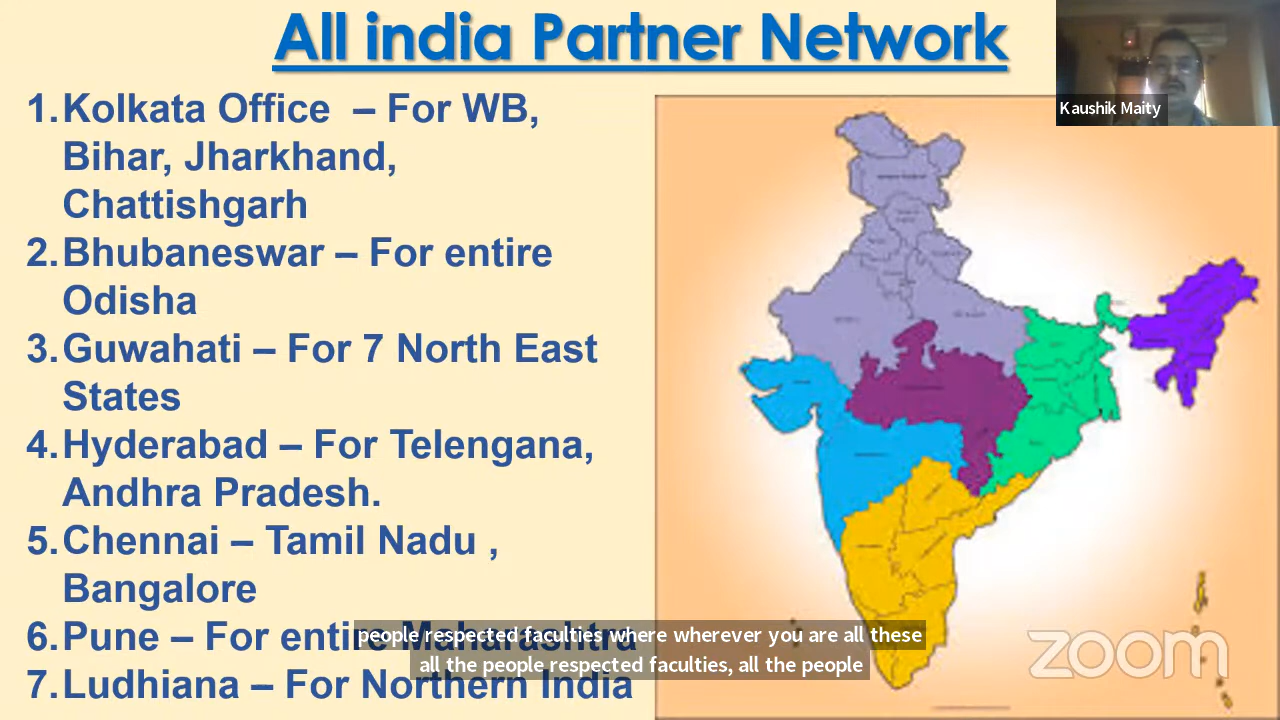 All india Partner Network
Kaushik Maity
1. Kolkata Office – For WB,
Bihar, Jharkhand,
Chattishgarh
2. Bhubaneswar – For entire
Odisha
3. Guwahati – For 7 North East
States
4. Hyderabad – For Telengana,
Andhra Pradesh.
5. Chennai – Tamil Nadu ,
Bangalore
6. Pune – For entire Maharashtra
7. Ludhiana – For Northern India
people respected faculties where wherever you are all these
all the people respected faculties, all the people
zoom